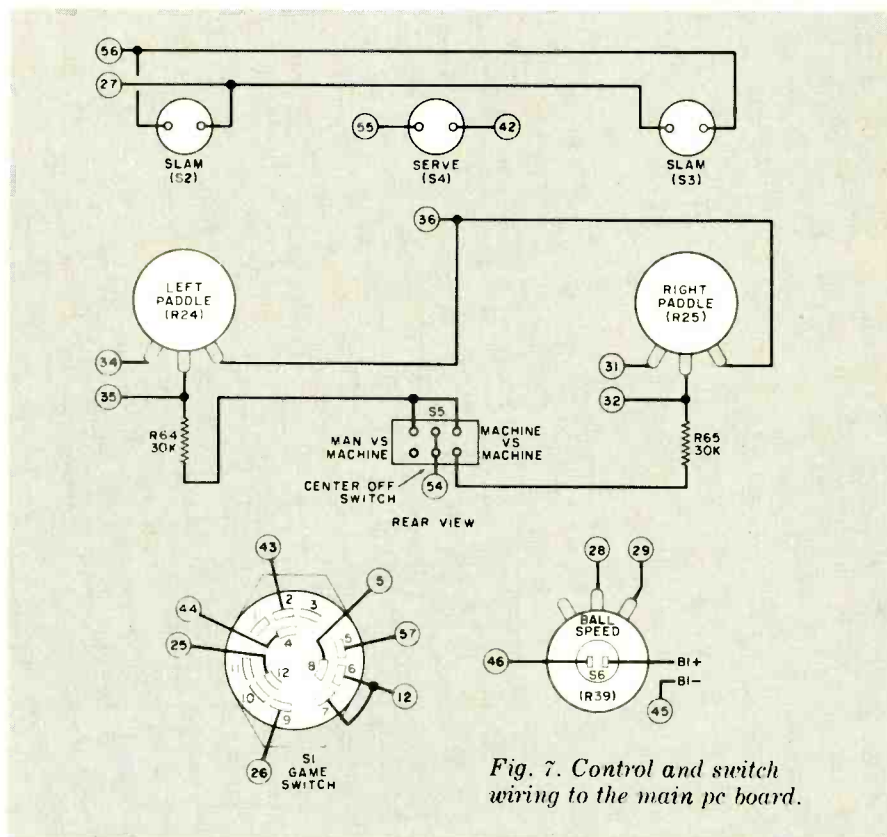 56
27
SLAM
(S2)
55
42
SERVE
(S4)
SLAM
(S3)
36
LEFT
PADDLE
(R24)
RIGHT
PADDLE
(R25)
34
35
31
32
R64
30K
S5
MAN VS
MACHINE
MACHINE
VS
MACHINE
R65
30K
CENTER OFF
SWITCH
54
REAR VIEW
43
5
44
57
25
12
26
2
3
4
5
6
7
8
9
10
11
12
S1
GAME
SWITCH
28
29
BALL
SPEED
46
S6
B1+
B1-
(R39)
45
Fig. 7. Control and switch
wiring to the main pc board.